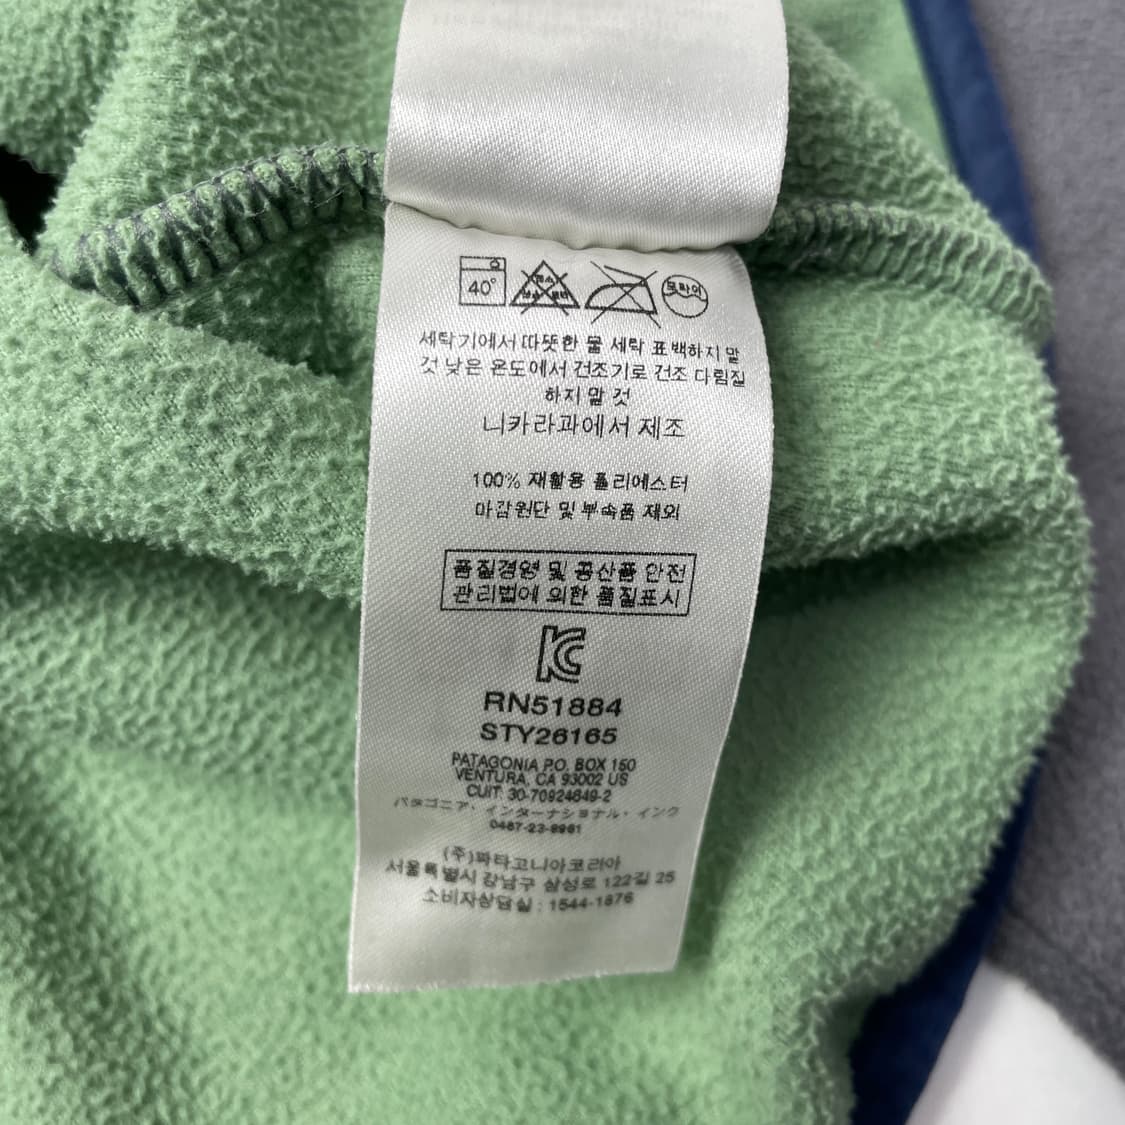 40°
드라이
세탁기에서 따뜻한 물 세탁 표백하지 말
것 낮은 온도에서 건조기로 건조 다림질
하지 말 것
니카라과에서 제조
100% 재활용 폴리에스터
마감원단 및 부속품 제외
품질경영 및 공산품 안전
관리법에 의한 품질표시
KC
RN51884
STY26165
PATAGONIA P.O. BOX 150
VENTURA, CA 93002 US
CUIT: 30-70924649-2
パタゴニア・インターナショナル・インク
0467-23-8961
(주)파타고니아코리아
서울특별시 강남구 삼성로 122길 25
소비자상담실 : 1544-1876